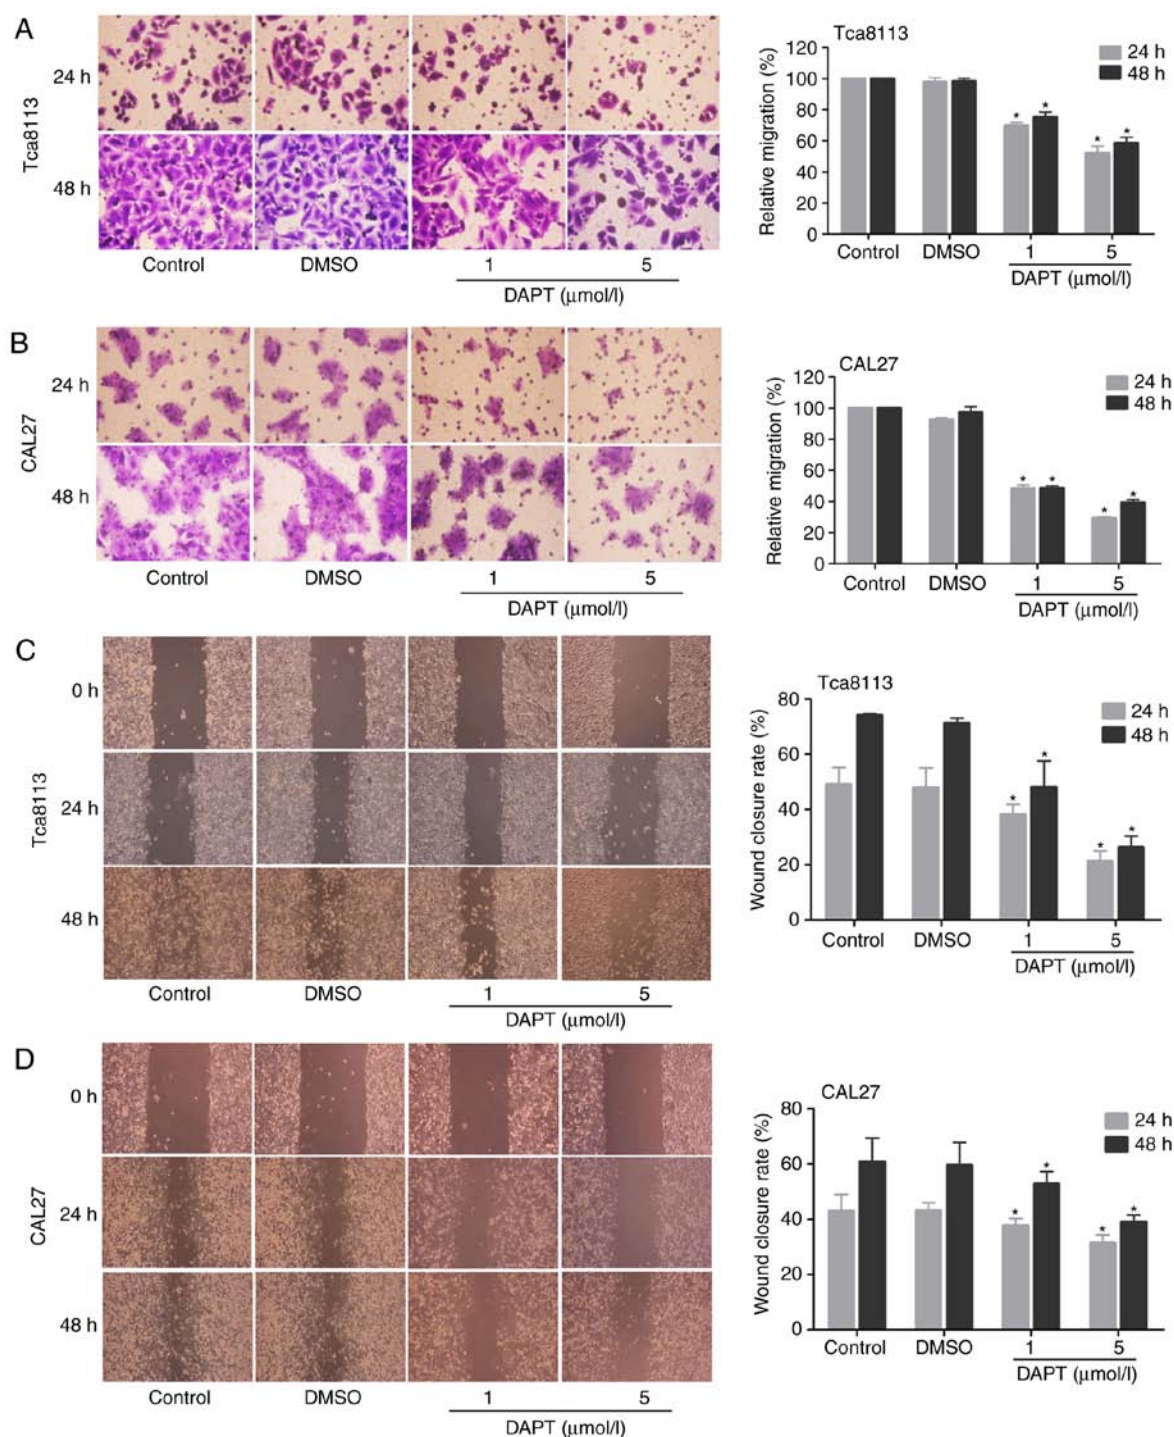 A
Tca8113
24 h
48 h
Control DMSO 1 5
DAPT (μmol/l)
Tca8113
24 h
48 h
Relative migration (%)
120
100
80
60
40
20
0
* * * *
Control DMSO 1 5
DAPT (μmol/l)
B
CAL27
24 h
48 h
Control DMSO 1 5
DAPT (μmol/l)
CAL27
24 h
48 h
Relative migration (%)
120
100
80
60
40
20
0
* * * *
Control DMSO 1 5
DAPT (μmol/l)
C
Tca8113
0 h
24 h
48 h
Control DMSO 1 5
DAPT (μmol/l)
Tca8113
24 h
48 h
Wound closure rate (%)
80
60
40
20
0
* * * *
Control DMSO 1 5
DAPT (μmol/l)
D
CAL27
0 h
24 h
48 h
Control DMSO 1 5
DAPT (μmol/l)
CAL27
24 h
48 h
Wound closure rate (%)
80
60
40
20
0
* * * *
Control DMSO 1 5
DAPT (μmol/l)